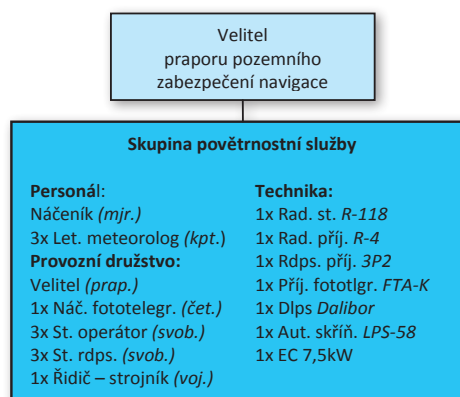 Velitel
praporu pozemního
zabezpečení navigace
Skupina povětrnostní služby
Personál:
Náčeník (mjr.)
3x Let. meteorolog (kpt.)
Provozní družstvo:
Velitel (prap.)
1x Náč. fototelegr. (čet.)
3x St. operátor (svob.)
3x St. rdps. (svob.)
1x Řidič – strojník (voj.)
Technika:
1x Rad. st. R-118
1x Rad. příj. R-4
1x Rdps. příj. 3P2
1x Příj. fototlgr. FTA-K
1x Dlps Dalibor
1x Aut. skříň. LPS-58
1x EC 7,5kW